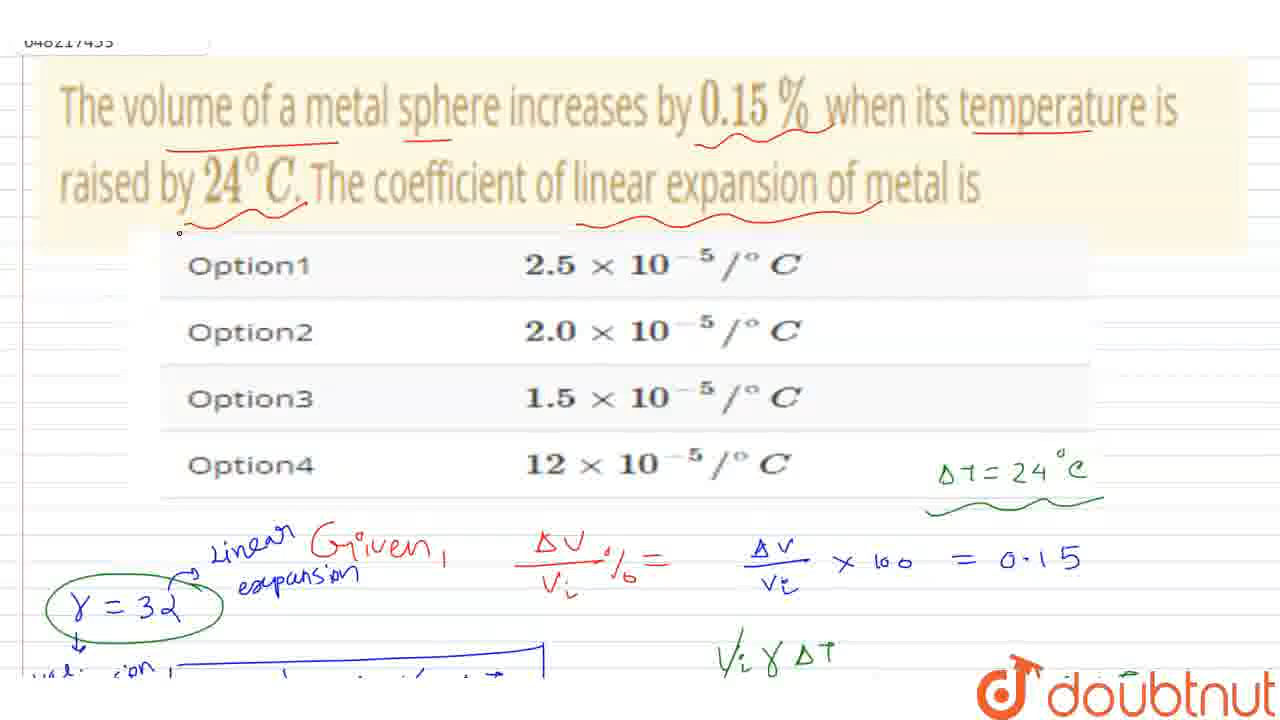 048217453
The volume of a metal sphere increases by 0.15 % when its temperature is
raised by 24° C. The coefficient of linear expansion of metal is
Option1 2.5 × 10⁻⁵ /° C
Option2 2.0 × 10⁻⁵ /° C
Option3 1.5 × 10⁻⁵ /° C
Option4 12 × 10⁻⁵ /° C
ΔT = 24°C
Linear Given, ΔV/Vi % = ΔV/Vi × 100 = 0.15
expansion
γ = 3α
Vi γ ΔT
doubtnut